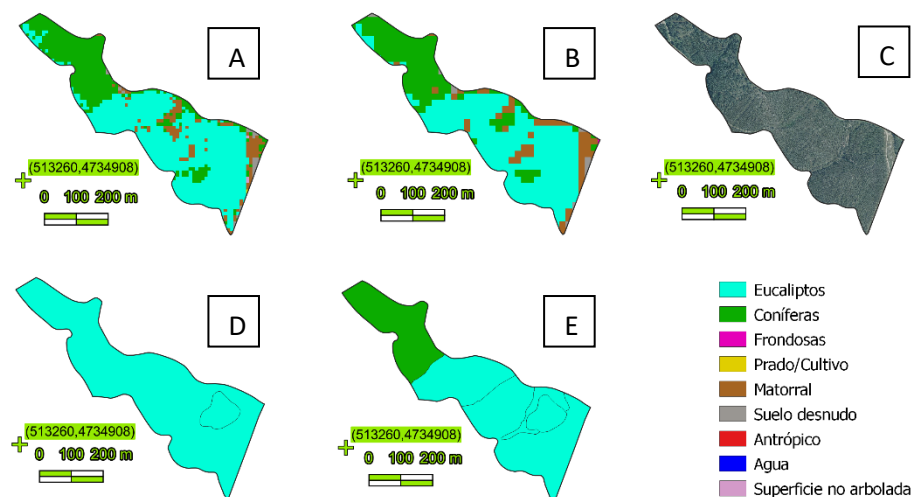 A
(513260,4734908)
0 100 200 m
B
(513260,4734908)
0 100 200 m
C
(513260,4734908)
0 100 200 m
D
(513260,4734908)
0 100 200 m
E
(513260,4734908)
0 100 200 m
Eucaliptos
Coníferas
Frondosas
Prado/Cultivo
Matorral
Suelo desnudo
Antrópico
Agua
Superficie no arbolada